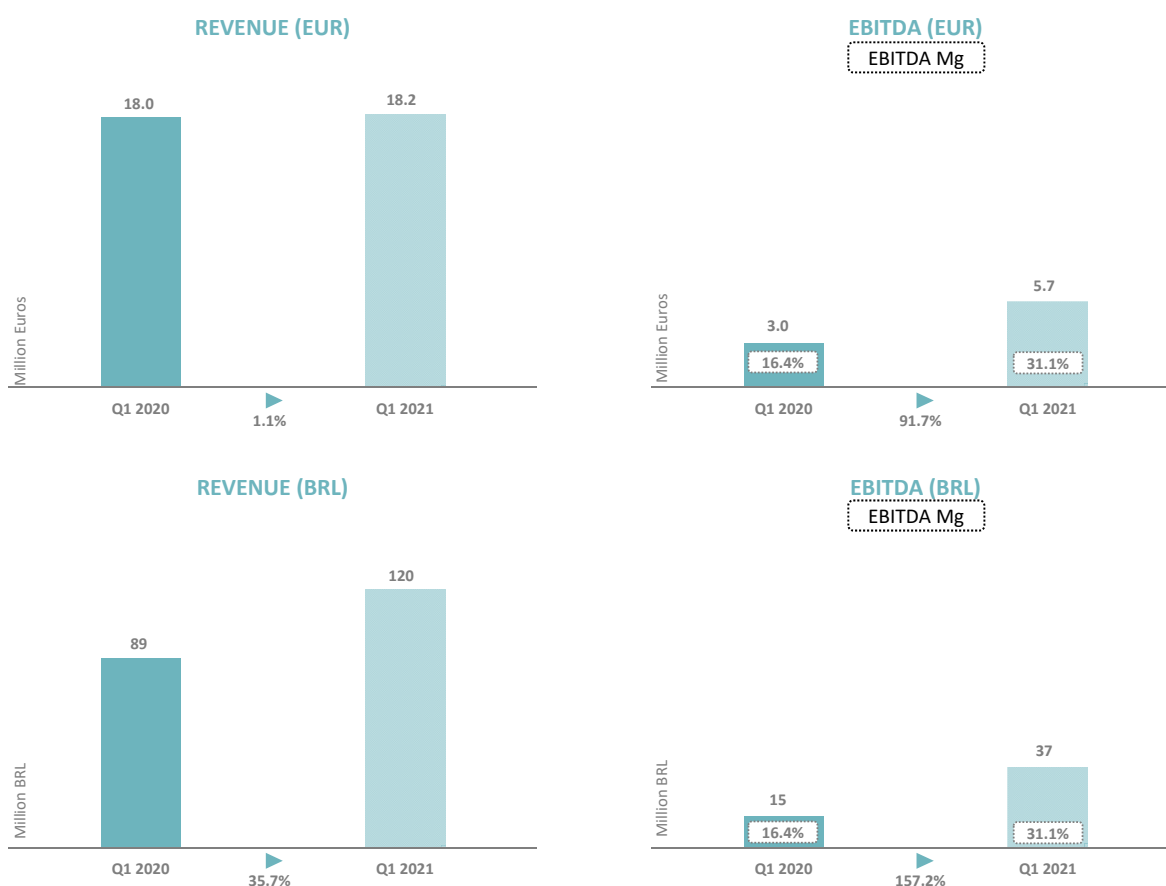 REVENUE (EUR)
18.0
18.2
Million Euros
Q1 2020
Q1 2021
1.1%
EBITDA (EUR)
EBITDA Mg
3.0
5.7
16.4%
31.1%
Million Euros
Q1 2020
Q1 2021
91.7%
REVENUE (BRL)
89
120
Million BRL
Q1 2020
Q1 2021
35.7%
EBITDA (BRL)
EBITDA Mg
15
37
16.4%
31.1%
Million BRL
Q1 2020
Q1 2021
157.2%